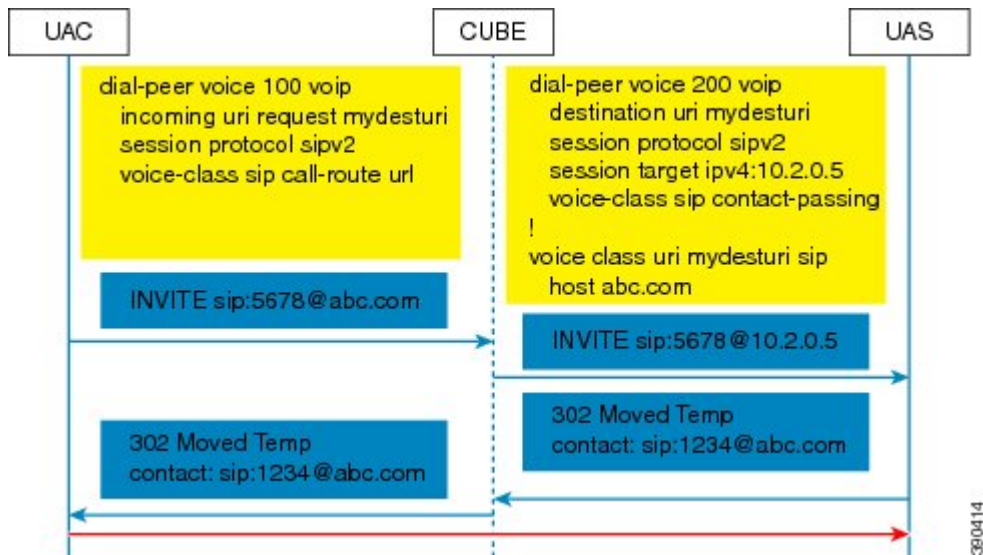 UAC
CUBE
UAS
dial-peer voice 100 voip
incoming uri request mydesturi
session protocol sipv2
voice-class sip call-route url
dial-peer voice 200 voip
destination uri mydesturi
session protocol sipv2
session target ipv4:10.2.0.5
voice-class sip contact-passing
!
voice class uri mydesturi sip
host abc.com
INVITE sip:5678@abc.com
INVITE sip:5678@10.2.0.5
302 Moved Temp
contact: sip:1234@abc.com
302 Moved Temp
contact: sip:1234@abc.com
390414